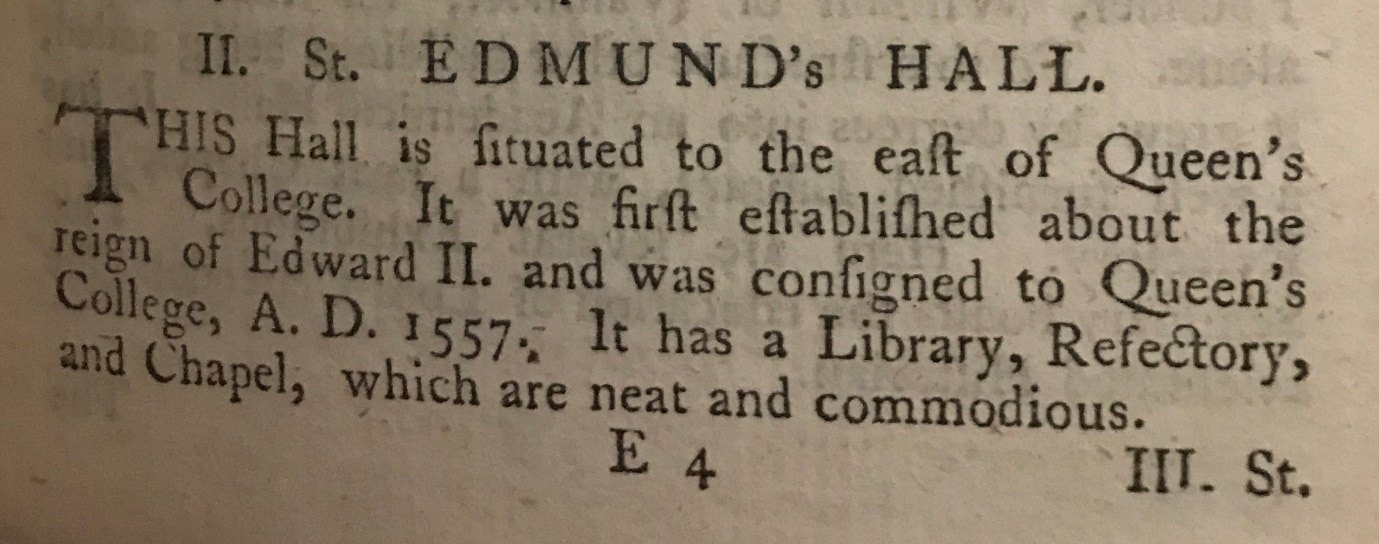 II. St. EDMUND's HALL.
THIS Hall is ſituated to the eaſt of Queen's
College. It was firſt eſtabliſhed about the
reign of Edward II. and was conſigned to Queen's
College, A. D. 1557. It has a Library, Refectory,
and Chapel, which are neat and commodious.
E 4 III. St.